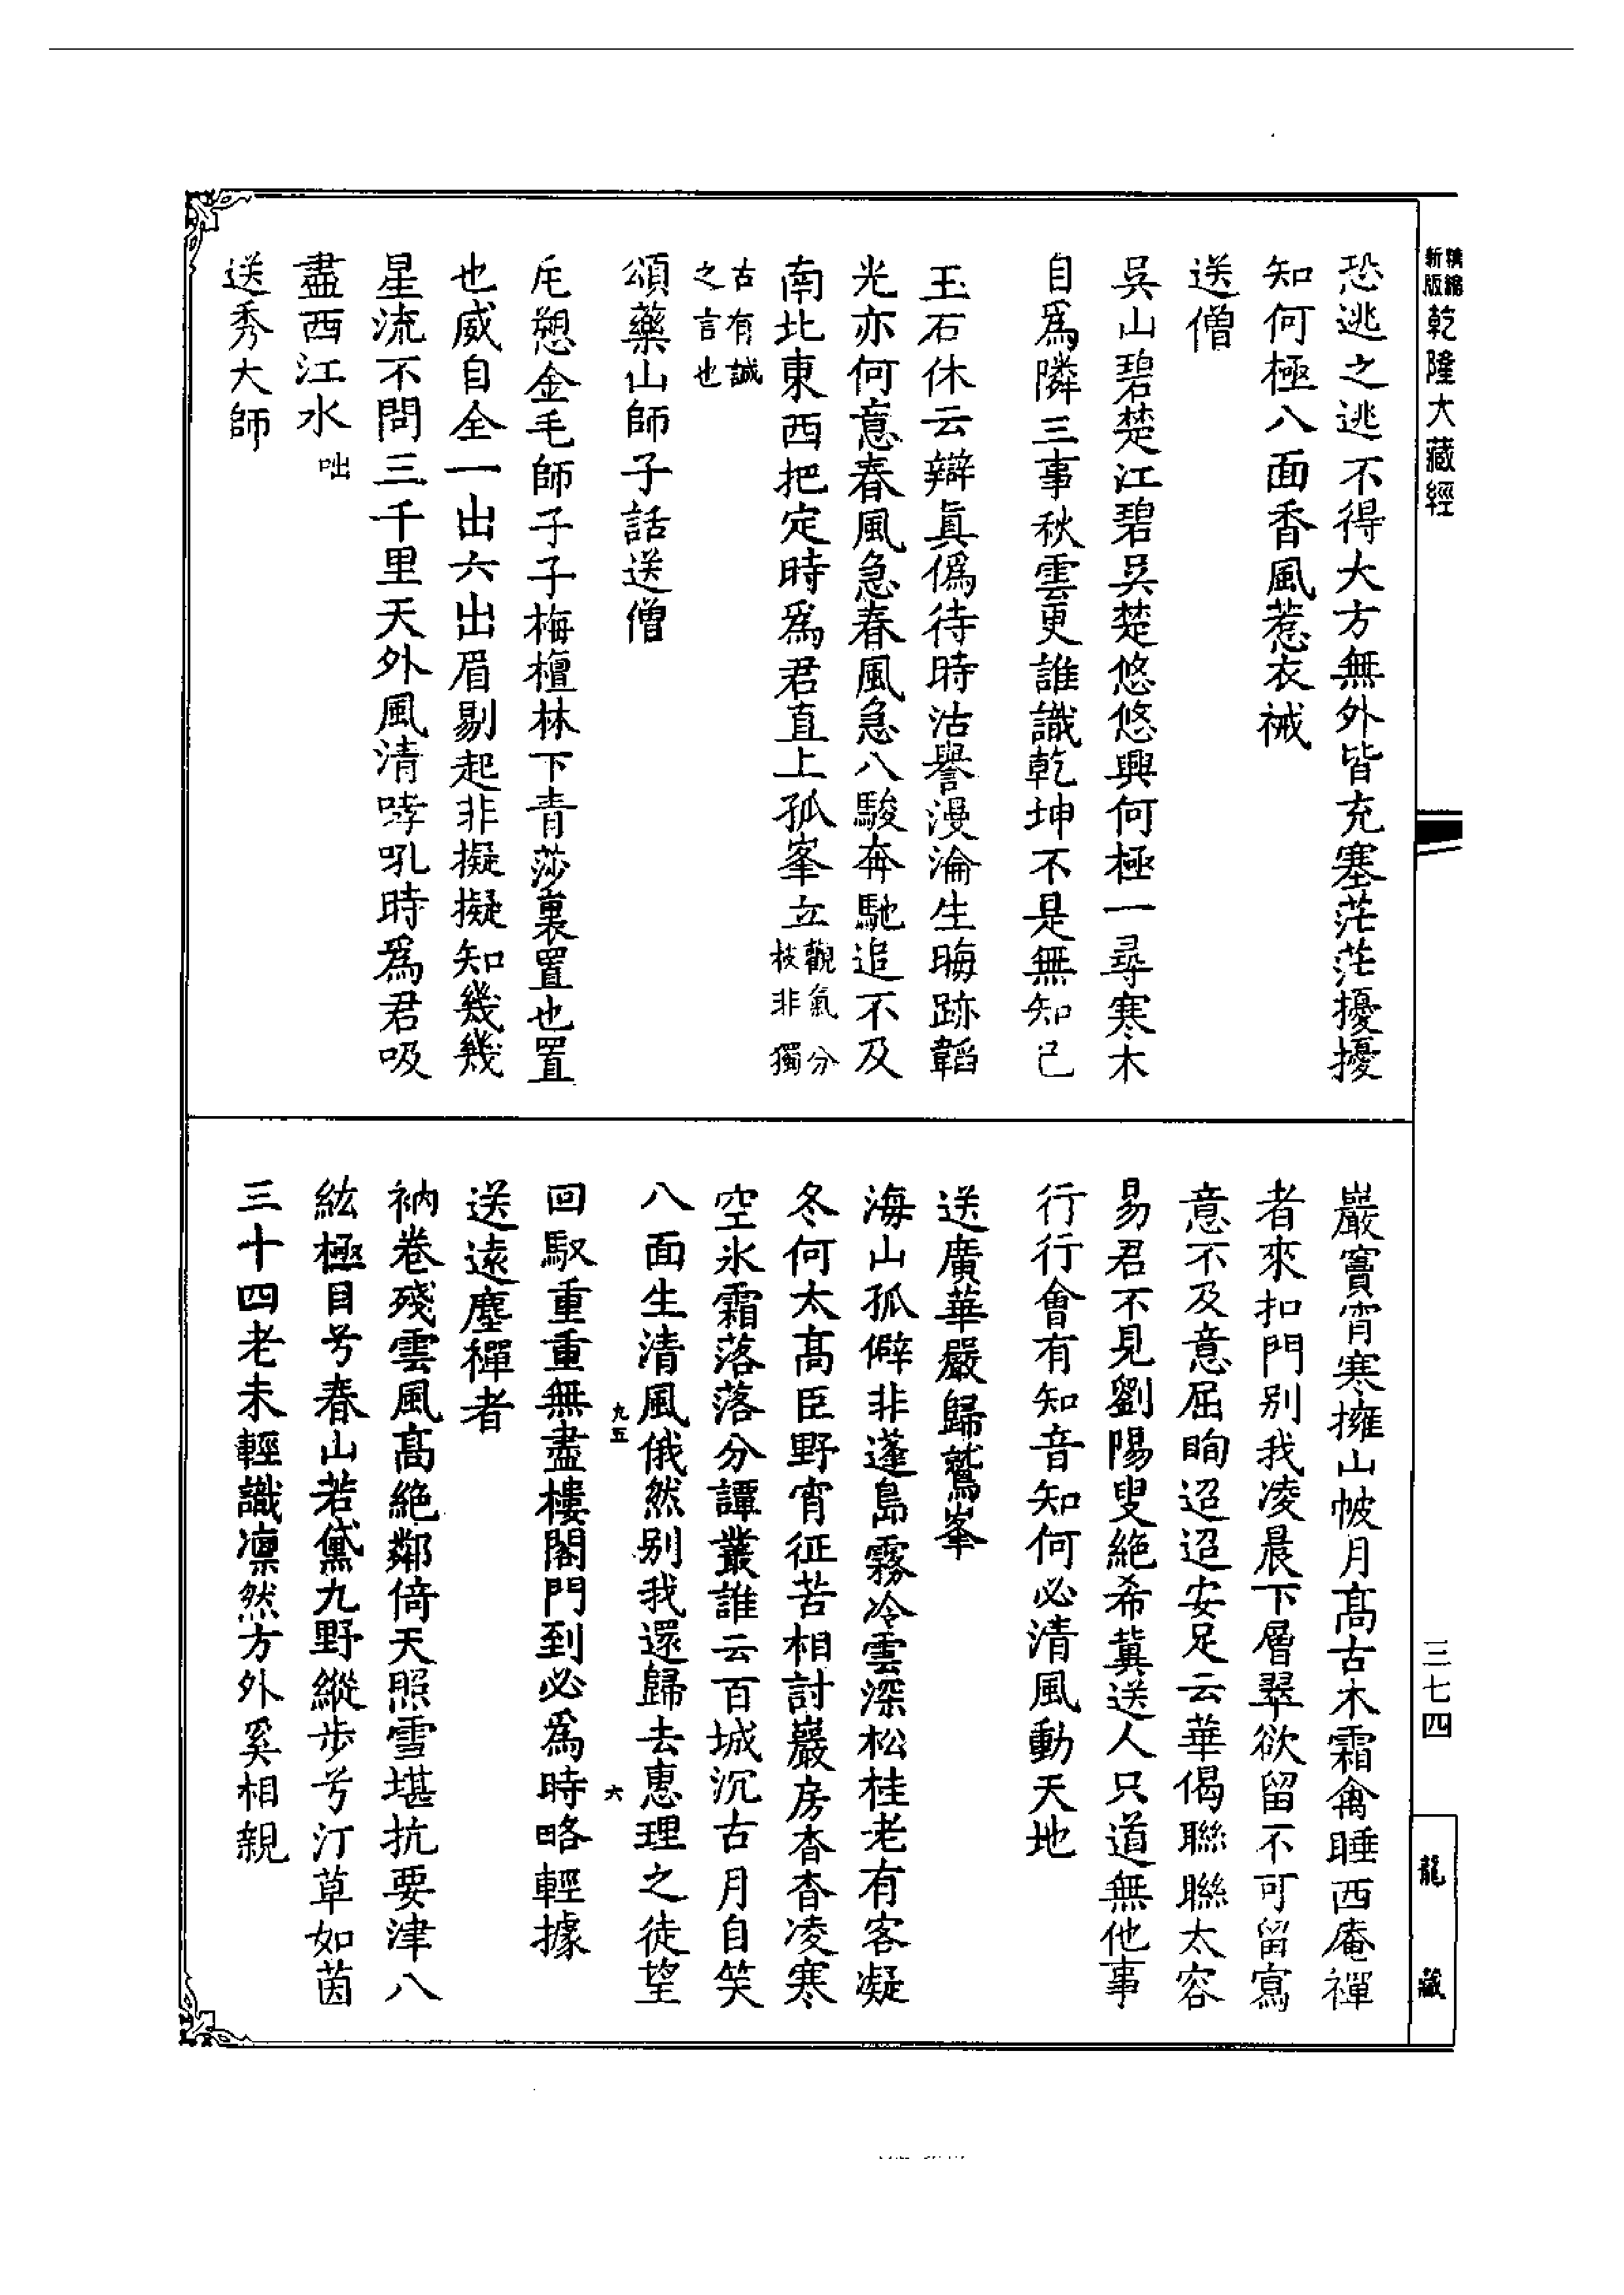 新版 精縮 乾隆大藏經
恐逃之逃不得大方無外皆充塞茫茫擾擾
知何極八面香風惹衣裓
送僧
吳山碧楚江碧吳楚悠悠興何極一尋寒木
自爲隣三事秋雲更誰識乾坤不是無知己
玉石休云辯眞僞待時沽譽漫淪生晦跡韜
光亦何意春風急春風急八駿奔馳追不及
南北東西把定時爲君直上孤峯立觀氣分枝非獨
古有誠之言也
頌藥山師子話送僧
庀愬金毛師子子梅檀林下青莎裏置也置
也威自全一出六出眉剔起非擬擬知幾幾
星流不問三千里天外風清哮吼時爲君吸
盡西江水咄
送秀大師
巖竇宵寒擁山帔月高古木霜禽睡西庵禪
者來扣門別我凌晨下層翠欲留不可留寫
意不及意屈眴迢迢安足云華偈聯聯太容
易君不見劉陽叟絶希冀送人只道無他事
行行會有知音知何必清風動天地
送廣華嚴歸鷲峯
海山孤僻非蓬島霧冷雲深松桂老有客凝
冬何太高臣野宵征苦相討巖房杳杳凌寒
空氷霜落落分譚叢誰云百城沉古月自笑
八面生清風俄然別我還歸去惠理之徒望
九五 六
回馭重重無盡樓閣門到必爲時略輕據
送遠塵禪者
衲卷殘雲風高絶鄰倚天照雪堪抗要津八
紘極目兮春山若黛九野縱步兮汀草如茵
三十四老未輕識凛然方外奚相親
三七四
龍藏